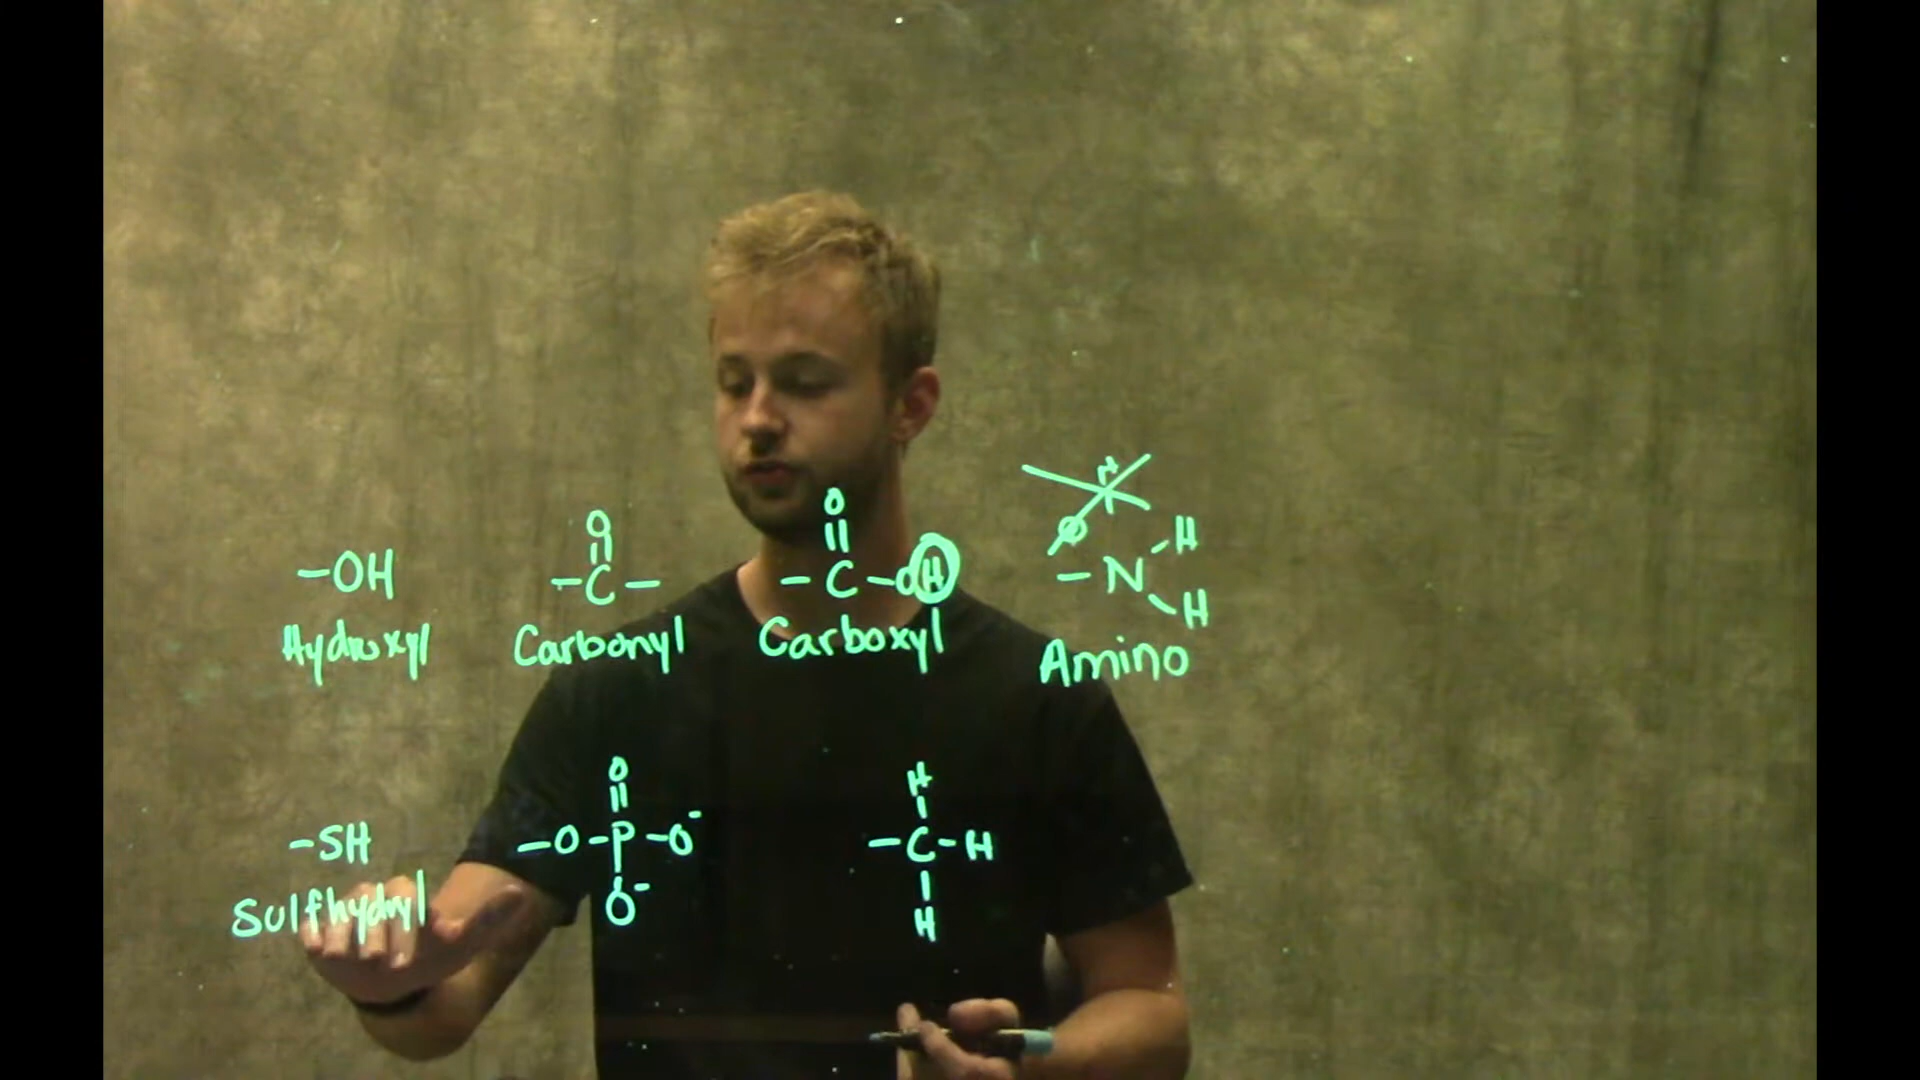 -OH
Hydroxyl
O
||
-C-
Carbonyl
O
||
-C-OH
Carboxyl
H
-N
H
Amino
-SH
Sulfhydryl
O
||
-O-P-O⁻
|
O⁻
H
|
-C-H
|
H